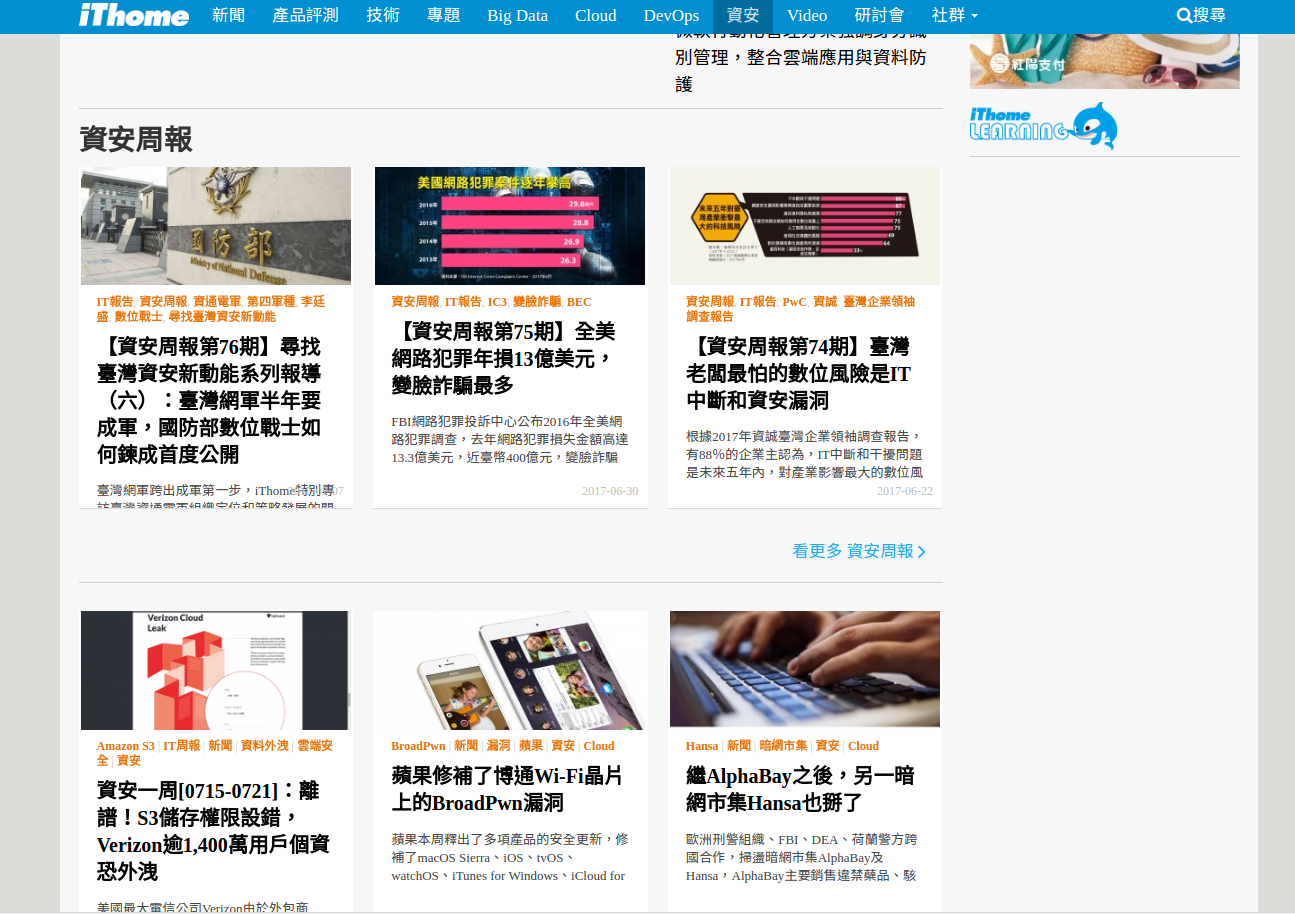 iThome 新聞 產品評測 技術 專題 Big Data Cloud DevOps 資安 Video 研討會 社群 搜尋
別管理，整合雲端應用與資料防
護
紅陽支付
iThome
LEARNING
資安周報
國防部
Ministry of National Defense
IT報告, 資安周報, 資通電軍, 第四軍種, 李廷
盛, 數位戰士, 尋找臺灣資安新動能
【資安周報第76期】尋找
臺灣資安新動能系列報導
（六）：臺灣網軍半年要
成軍，國防部數位戰士如
何鍊成首度公開
臺灣網軍跨出成軍第一步，iThome特別專
訪臺灣資通電軍組織定位和策略發展的關
美國網路犯罪案件逐年攀高
2016年 29.8萬件
2015年 28.8
2014年 26.9
2013年 26.3
資安周報, IT報告, IC3, 變臉詐騙, BEC
【資安周報第75期】全美
網路犯罪年損13億美元，
變臉詐騙最多
FBI網路犯罪投訴中心公布2016年全美網
路犯罪調查，去年網路犯罪損失金額高達
13.3億美元，近臺幣400億元，變臉詐騙
2017-06-30
未來五年對臺
灣產業衝擊最
大的科技風險
資安周報, IT報告, PwC, 資誠, 臺灣企業領袖
調查報告
【資安周報第74期】臺灣
老闆最怕的數位風險是IT
中斷和資安漏洞
根據2017年資誠臺灣企業領袖調查報告，
有88%的企業主認為，IT中斷和干擾問題
是未來五年內，對產業影響最大的數位風
2017-06-22
看更多 資安周報
Verizon Cloud
Leak
Amazon S3 | IT周報 | 新聞 | 資料外洩 | 雲端安
全 | 資安
資安一周[0715-0721]：離
譜！S3儲存權限設錯，
Verizon逾1,400萬用戶個資
恐外洩
美國最大電信公司Verizon由於外包商
BroadPwn | 新聞 | 漏洞 | 蘋果 | 資安 | Cloud
蘋果修補了博通Wi-Fi晶片
上的BroadPwn漏洞
蘋果本周釋出了多項產品的安全更新，修
補了macOS Sierra、iOS、tvOS、
watchOS、iTunes for Windows、iCloud for
Hansa | 新聞 | 暗網市集 | 資安 | Cloud
繼AlphaBay之後，另一暗
網市集Hansa也掰了
歐洲刑警組織、FBI、DEA、荷蘭警方跨
國合作，掃盪暗網市集AlphaBay及
Hansa，AlphaBay主要銷售違禁藥品、駭